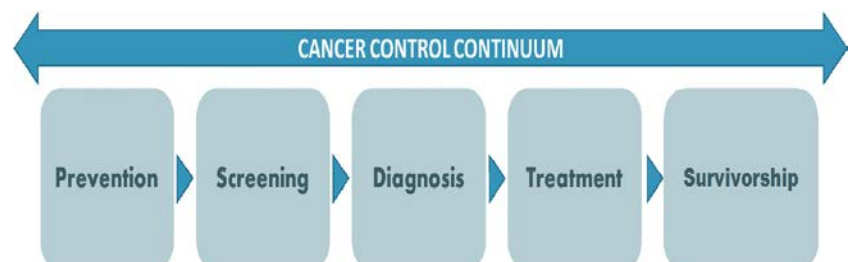 CANCER CONTROL CONTINUUM
Prevention
Screening
Diagnosis
Treatment
Survivorship